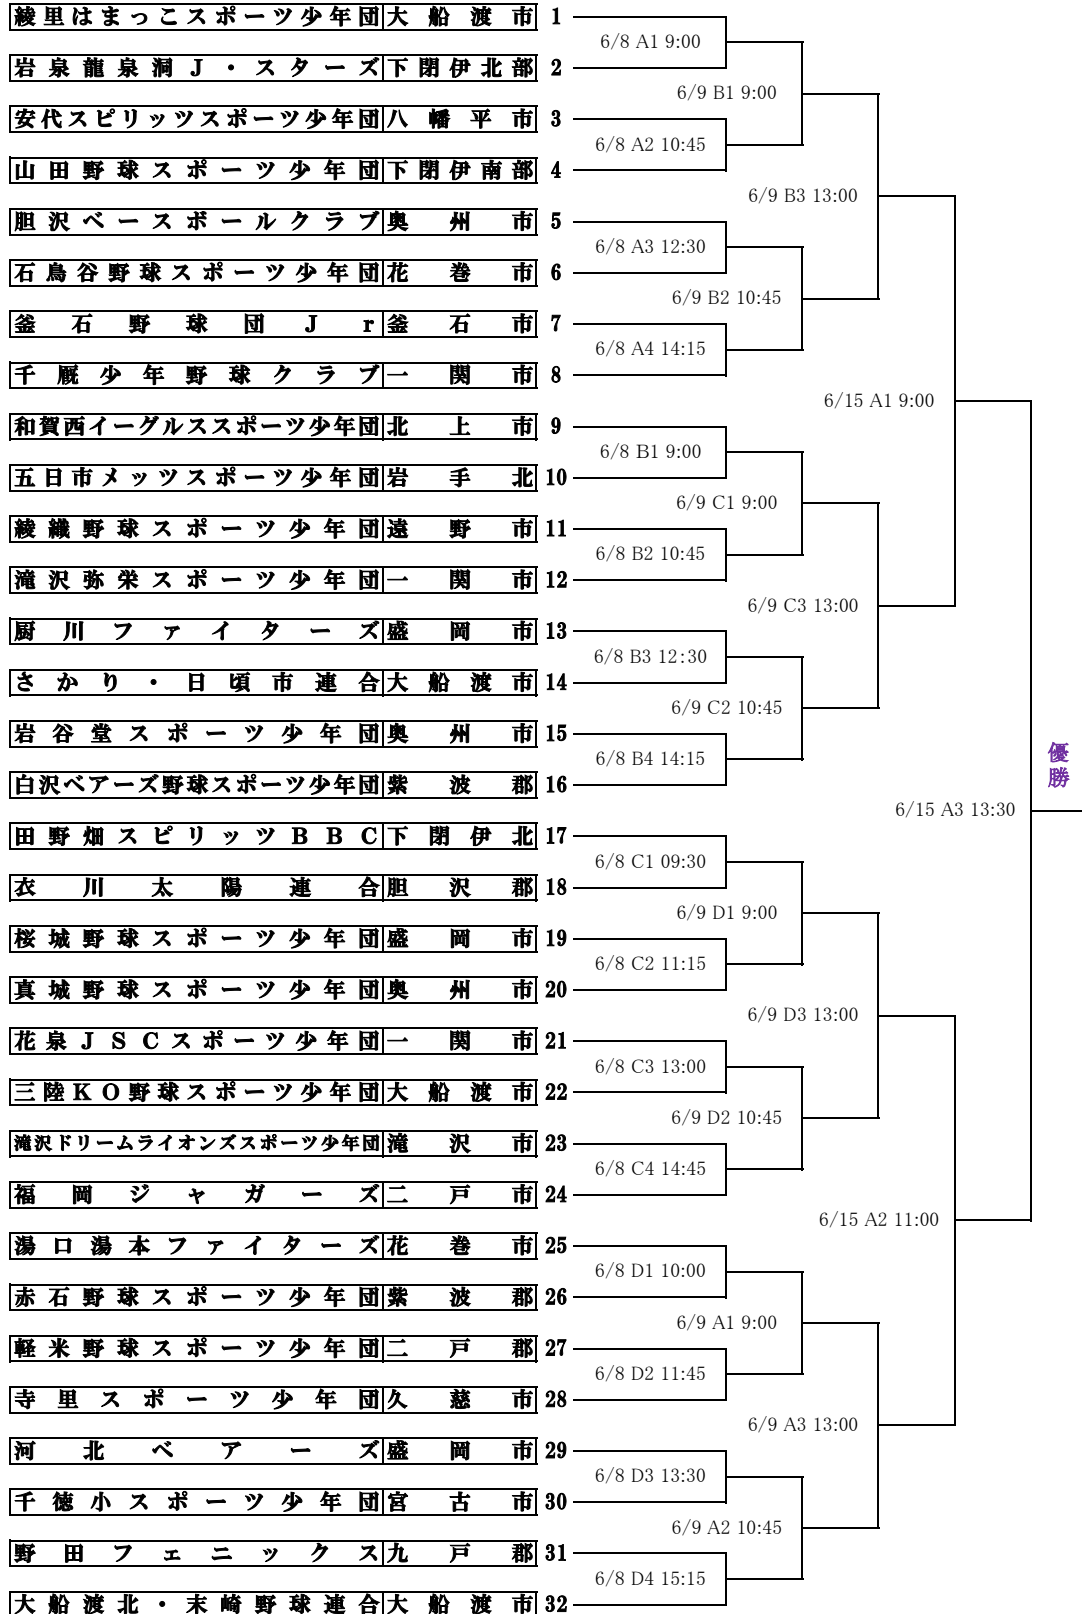 綾里はまっこスポーツ少年団 大船渡市 1
6/8 A1 9:00
岩泉龍泉洞J・スターズ 下閉伊北部 2
6/9 B1 9:00
安代スピリッツスポーツ少年団 八幡平市 3
6/8 A2 10:45
山田野球スポーツ少年団 下閉伊南部 4
6/9 B3 13:00
胆沢ベースボールクラブ 奥州市 5
6/8 A3 12:30
石鳥谷野球スポーツ少年団 花巻市 6
6/9 B2 10:45
釜石野球団Jr 釜石市 7
6/8 A4 14:15
千厩少年野球クラブ 一関市 8
6/15 A1 9:00
和賀西イーグルススポーツ少年団 北上市 9
6/8 B1 9:00
五日市メッツスポーツ少年団 岩手北 10
6/9 C1 9:00
綾織野球スポーツ少年団 遠野市 11
6/8 B2 10:45
滝沢弥栄スポーツ少年団 一関市 12
6/9 C3 13:00
厨川ファイターズ 盛岡市 13
6/8 B3 12:30
さかり・日頃市連合 大船渡市 14
6/9 C2 10:45
岩谷堂スポーツ少年団 奥州市 15
6/8 B4 14:15
白沢ベアーズ野球スポーツ少年団 紫波郡 16
優勝
6/15 A3 13:30
田野畑スピリッツBBC 下閉伊北 17
6/8 C1 09:30
衣川太陽連合 胆沢郡 18
6/9 D1 9:00
桜城野球スポーツ少年団 盛岡市 19
6/8 C2 11:15
真城野球スポーツ少年団 奥州市 20
6/9 D3 13:00
花泉JSCスポーツ少年団 一関市 21
6/8 C3 13:00
三陸KO野球スポーツ少年団 大船渡市 22
6/9 D2 10:45
滝沢ドリームライオンズスポーツ少年団 滝沢市 23
6/8 C4 14:45
福岡ジャガーズ 二戸市 24
6/15 A2 11:00
湯口湯本ファイターズ 花巻市 25
6/8 D1 10:00
赤石野球スポーツ少年団 紫波郡 26
6/9 A1 9:00
軽米野球スポーツ少年団 二戸郡 27
6/8 D2 11:45
寺里スポーツ少年団 久慈市 28
6/9 A3 13:00
河北ベアーズ 盛岡市 29
6/8 D3 13:30
千徳小スポーツ少年団 宮古市 30
6/9 A2 10:45
野田フェニックス 九戸郡 31
6/8 D4 15:15
大船渡北・末崎野球連合 大船渡市 32